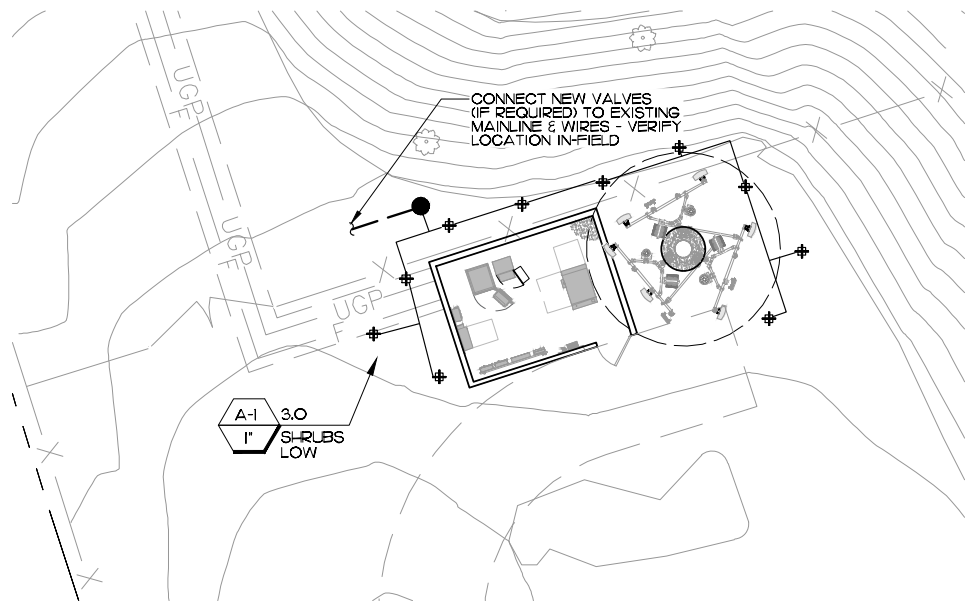 UGP
F
CONNECT NEW VALVES
(IF REQUIRED) TO EXISTING
MAINLINE & WIRES - VERIFY
LOCATION IN-FIELD
UGP
F
UGP
F
A-1 3.0
1" SHRUBS
LOW